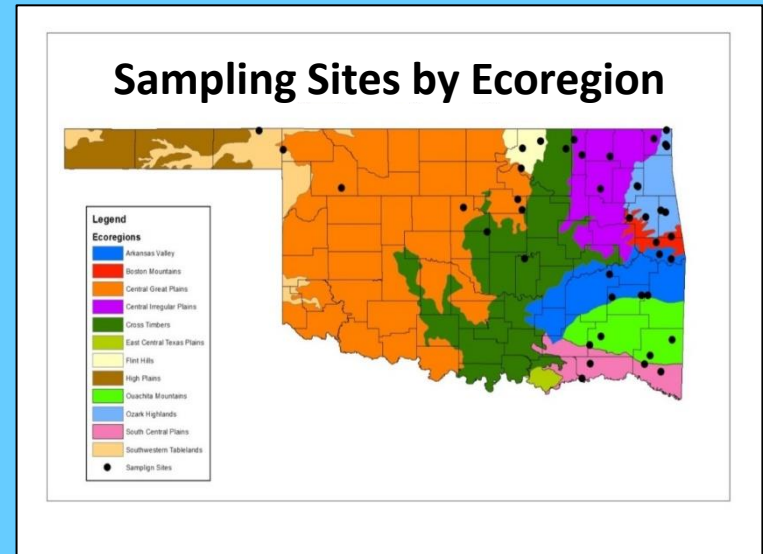 Sampling Sites by Ecoregion
Legend
Ecoregions
Arkansas Valley
Boston Mountains
Central Great Plains
Central Irregular Plains
Cross Timbers
East Central Texas Plains
Flint Hills
High Plains
Ouachita Mountains
Ozark Highlands
South Central Plains
Southwestern Tablelands
Samplign Sites